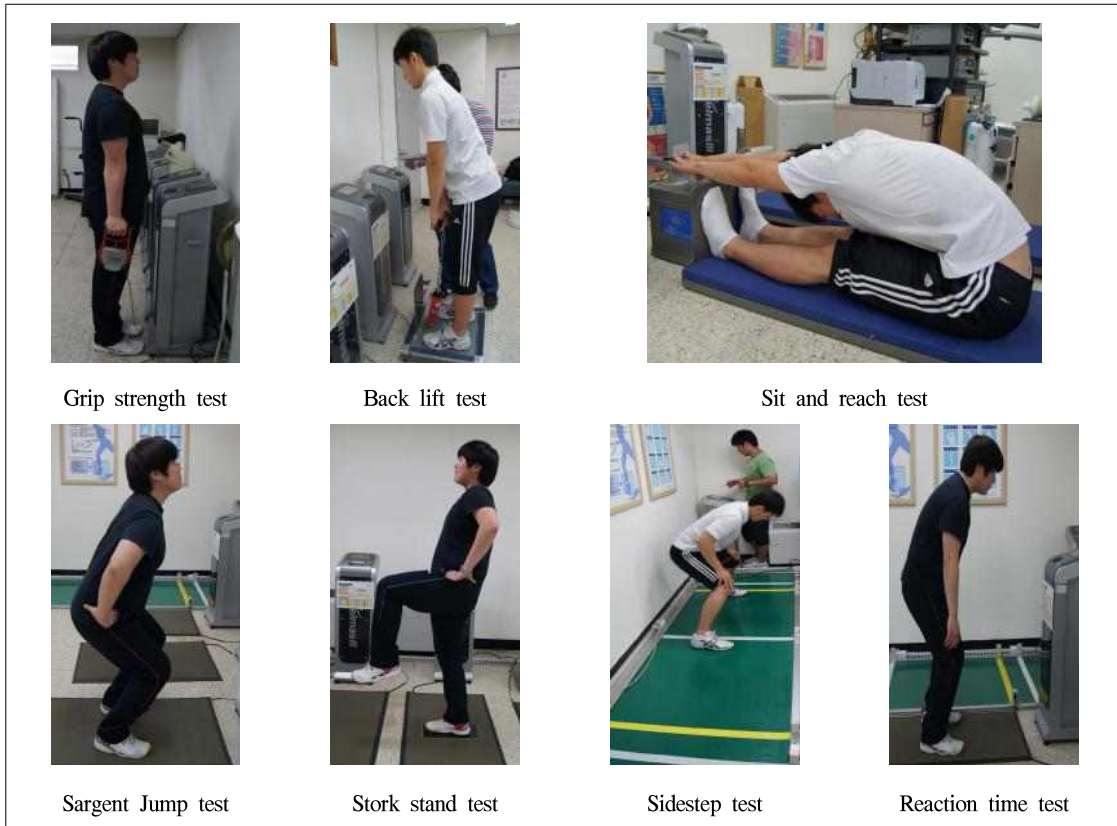 Grip strength test
Back lift test
Sit and reach test
Sargent Jump test
Stork stand test
Sidestep test
Reaction time test